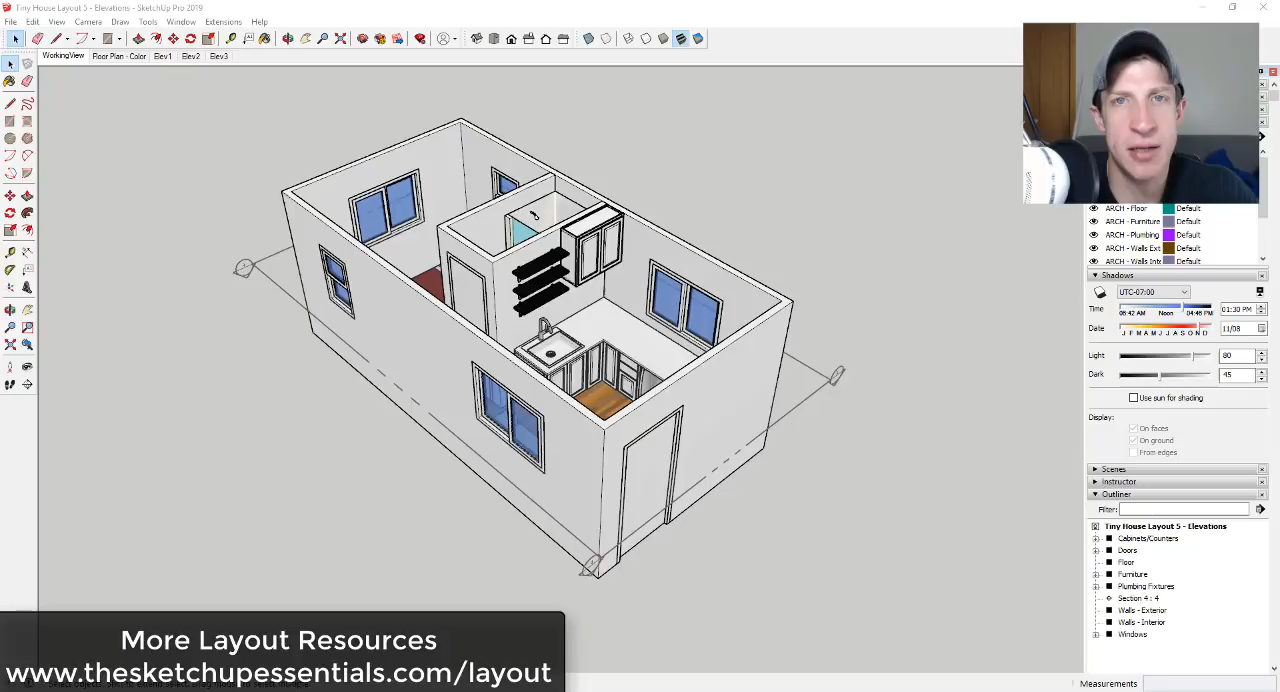 Tiny House Layout 5 - Elevations - SketchUp Pro 2019
File Edit View Camera Draw Tools Window Extensions Help
WorkingView Floor Plan - Color Elev1 Elev2 Elev3
ARCH - Floor Default
ARCH - Furniture Default
ARCH - Plumbing Default
ARCH - Walls Ext Default
ARCH - Walls Inte Default
Shadows
UTC-07:00
Time 06:42 AM Noon 04:46 PM 01:30 PM
Date J F M A M J J A S O N D 11/08
Light 80
Dark 45
Use sun for shading
Display:
On faces
On ground
From edges
Scenes
Instructor
Outliner
Filter:
Tiny House Layout 5 - Elevations
Cabinets/Counters
Doors
Floor
Furniture
Plumbing Fixtures
Section 4 : 4
Walls - Exterior
Walls - Interior
Windows
More Layout Resources
www.thesketchupessentials.com/layout
Measurements